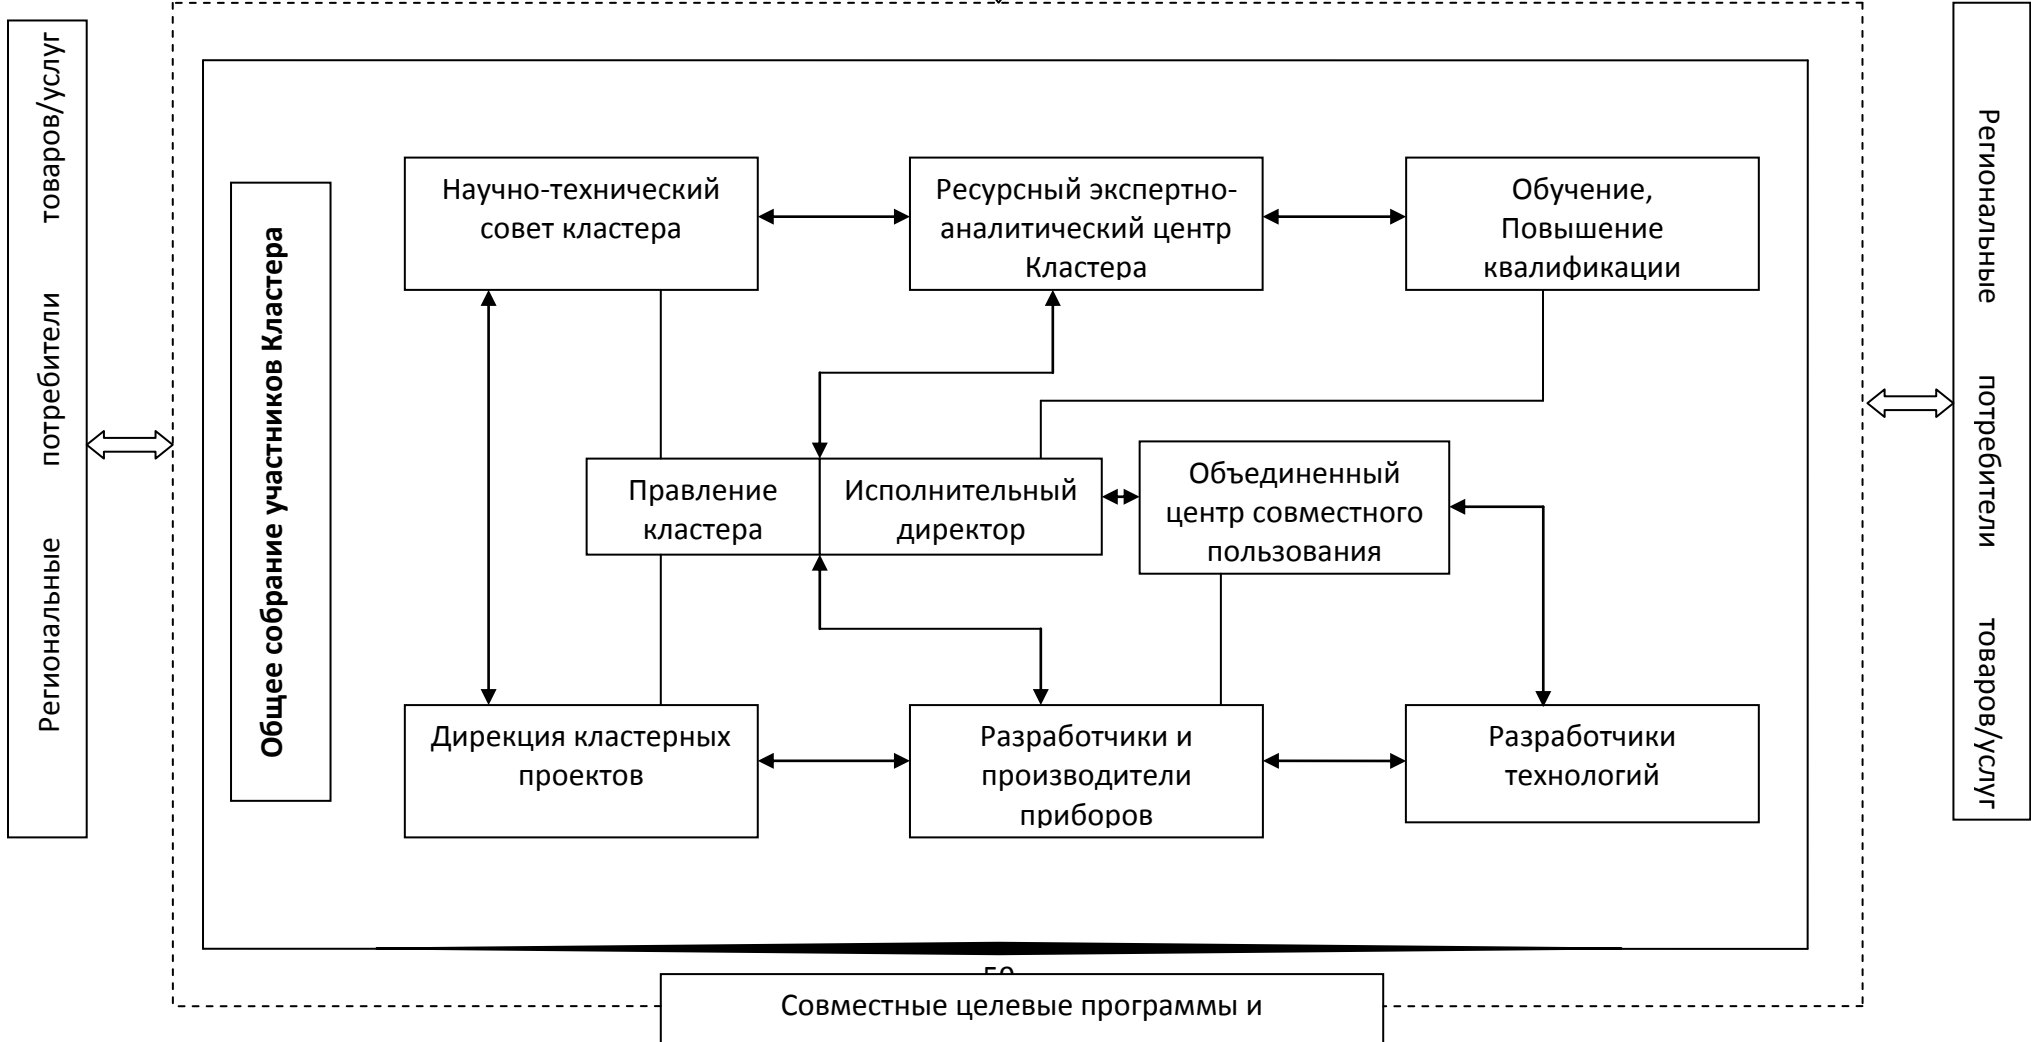 Региональные потребители товаров/услуг
Общее собрание участников Кластера
Научно-технический
совет кластера
Ресурсный экспертно-
аналитический центр
Кластера
Обучение,
Повышение
квалификации
Правление
кластера
Исполнительный
директор
Объединенный
центр совместного
пользования
Дирекция кластерных
проектов
Разработчики и
производители
приборов
Разработчики
технологий
Региональные потребители товаров/услуг
Совместные целевые программы и